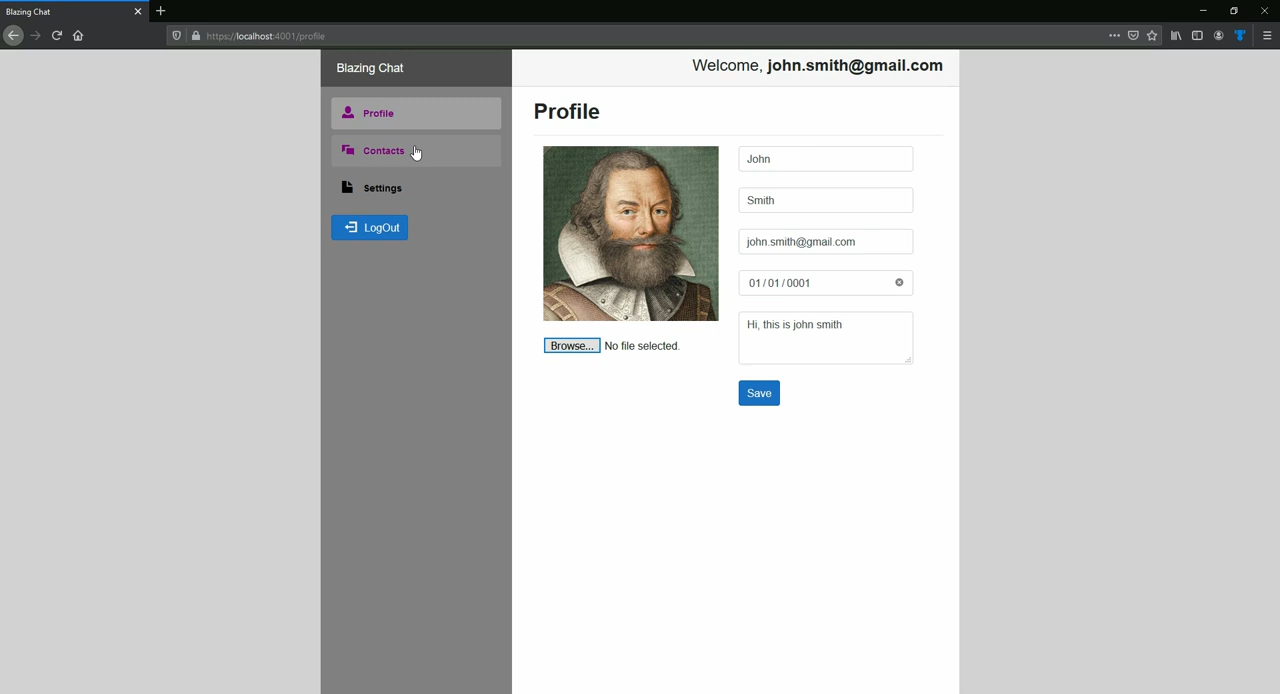 Blazing Chat
https://localhost:4001/profile
Blazing Chat
Welcome, john.smith@gmail.com
Profile
Contacts
Settings
LogOut
Profile
John
Smith
john.smith@gmail.com
01/01/0001
Hi, this is john smith
Browse... No file selected.
Save